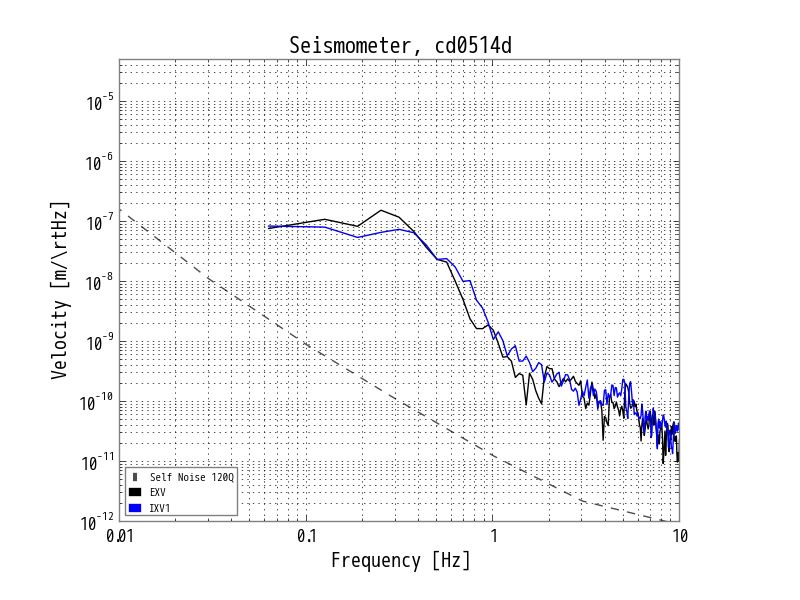 Seismometer, cd0514d
Velocity [m/\rtHz]
10^-5
10^-6
10^-7
10^-8
10^-9
10^-10
10^-11
10^-12
Self Noise 120Q
EXV
IXV1
0.01 0.1 1 10
Frequency [Hz]